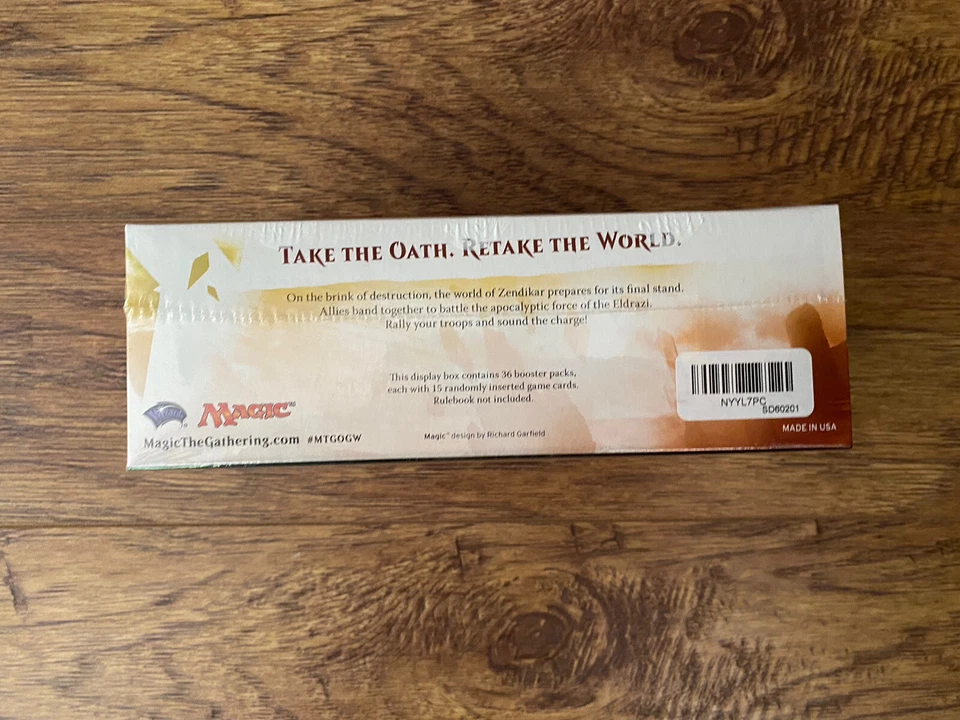 Take the Oath. Retake the World.
On the brink of destruction, the world of Zendikar prepares for its final stand.
Allies band together to battle the apocalyptic force of the Eldrazi.
Rally your troops and sound the charge!
This display box contains 36 booster packs,
each with 15 randomly inserted game cards.
Rulebook not included.
NYYL7PC
SD60201
MADE IN USA
Wizards
Magic™
MagicTheGathering.com #MTGOGW
Magic™ design by Richard Garfield